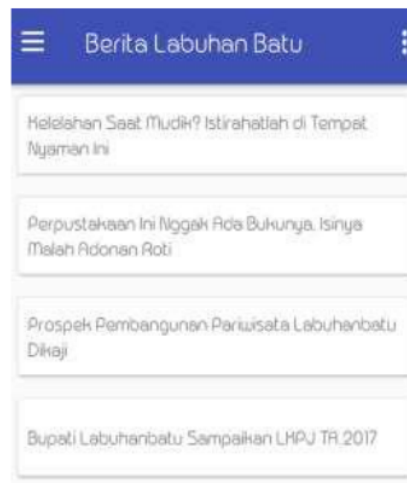 Berita Labuhan Batu
Kelelahan Saat Mudik? Istirahatlah di Tempat
Nyaman Ini
Perpustakaan Ini Nggak Ada Bukunya, Isinya
Malah Adonan Roti
Prospek Pembangunan Pariwisata Labuhanbatu
Dikaji
Bupati Labuhanbatu Sampaikan LKPJ TA.2017